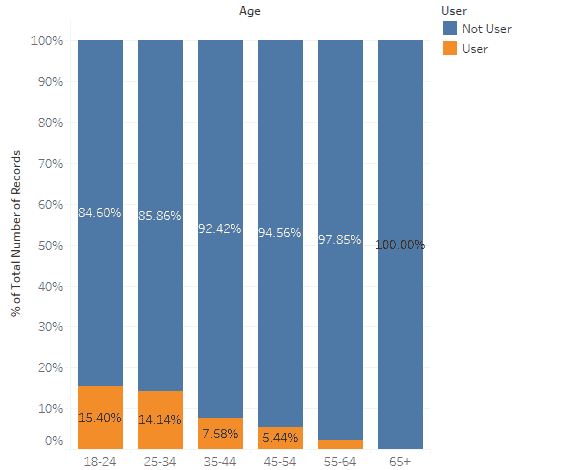 Age
User
Not User
User
% of Total Number of Records
100%
90%
80%
70%
60%
50%
40%
30%
20%
10%
0%
84.60% 85.86% 92.42% 94.56% 97.85% 100.00%
15.40% 14.14% 7.58% 5.44%
18-24 25-34 35-44 45-54 55-64 65+